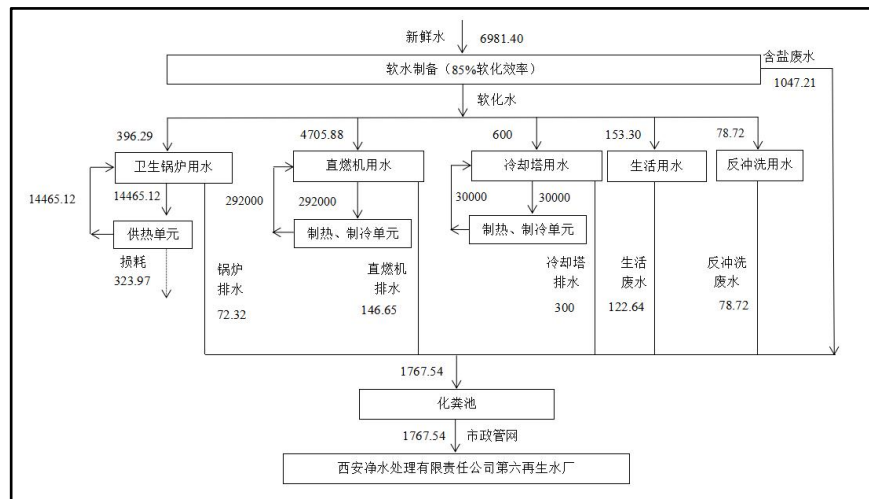 新鲜水
6981.40
软水制备（85%软化效率）
含盐废水
1047.21
软化水
396.29
4705.88
600
153.30
78.72
卫生锅炉用水
直燃机用水
冷却塔用水
生活用水
反冲洗用水
14465.12
14465.12
292000
292000
30000
30000
供热单元
制热、制冷单元
制热、制冷单元
损耗
323.97
锅炉
排水
72.32
直燃机
排水
146.65
冷却塔
排水
300
生活
废水
122.64
反冲洗
废水
78.72
1767.54
化粪池
1767.54
市政管网
西安净水处理有限责任公司第六再生水厂